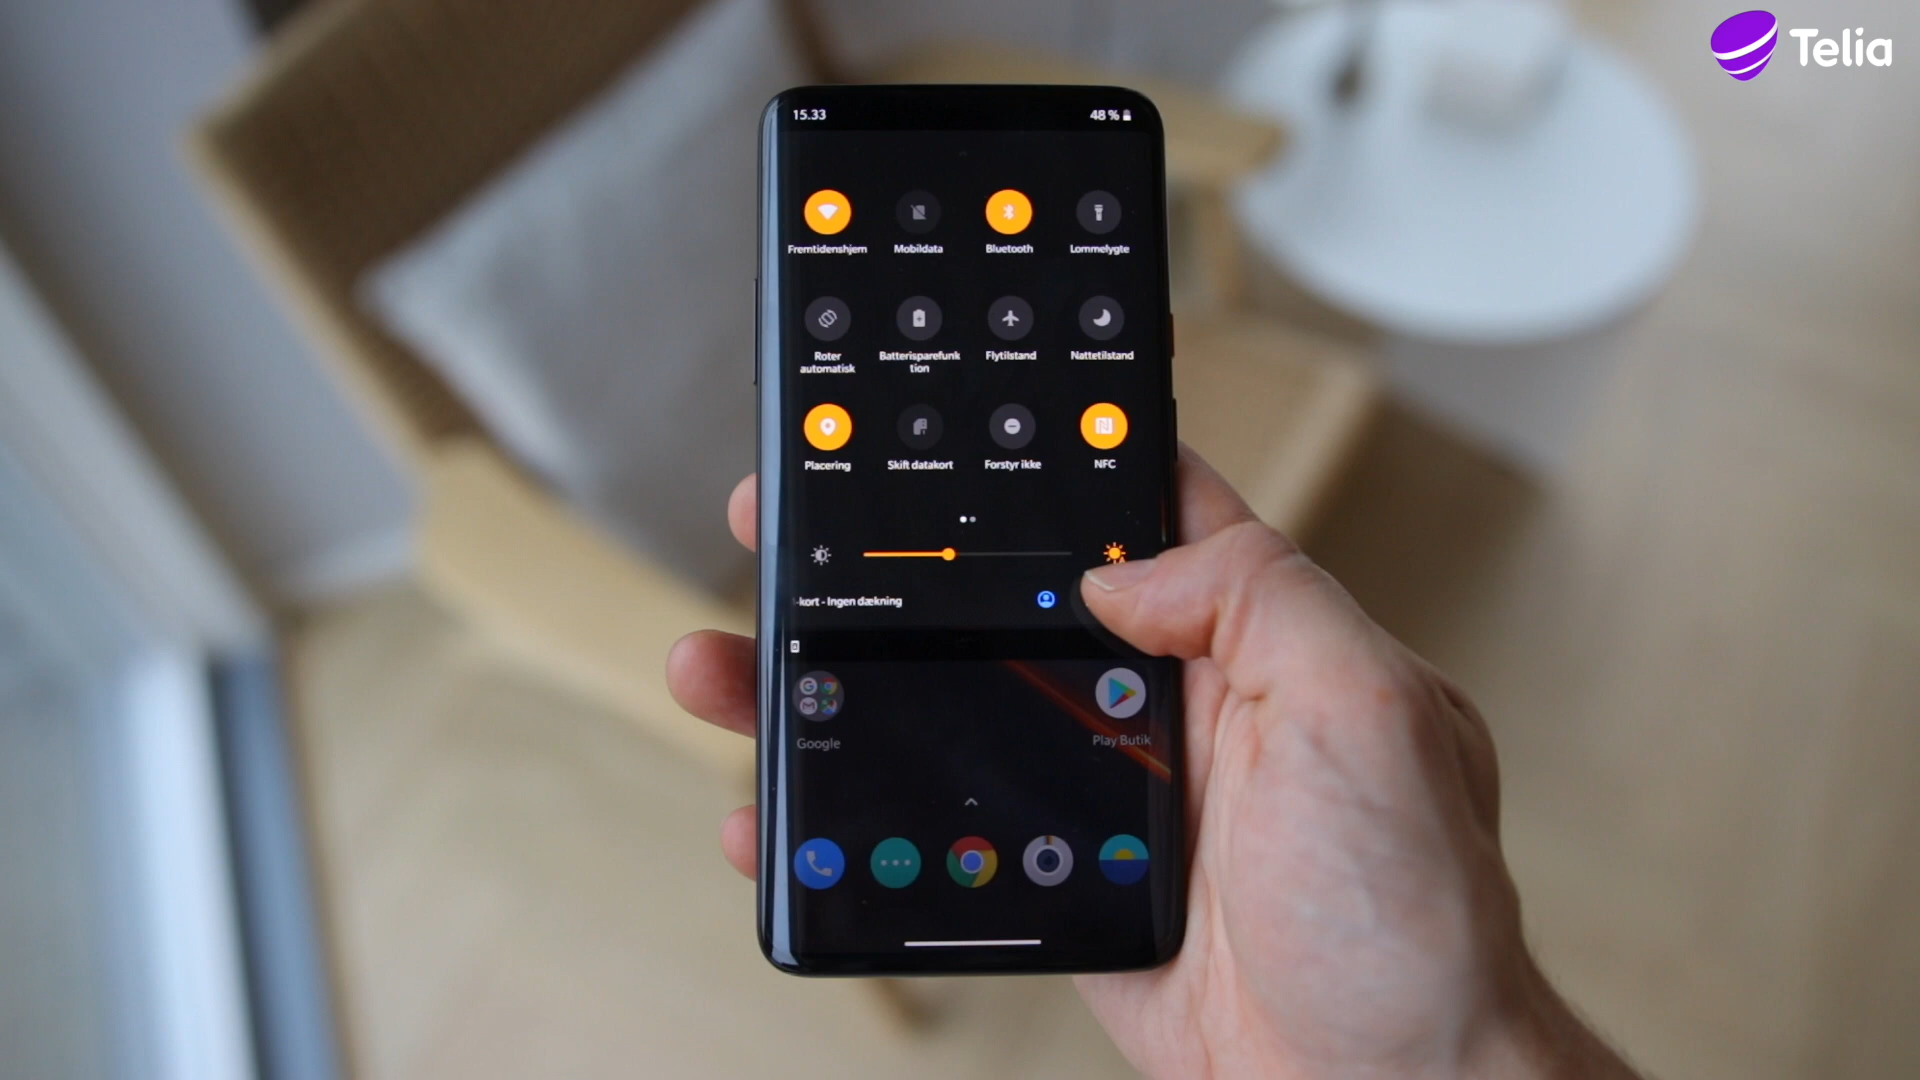 Telia
15.33
48 %
Fremtidenshjem
Mobildata
Bluetooth
Lommelygte
Roter
automatisk
Batterisparefunk
tion
Flytilstand
Nattetilstand
Placering
Skift datakort
Forstyr ikke
NFC
-kort - Ingen dækning
Google
Play Butik